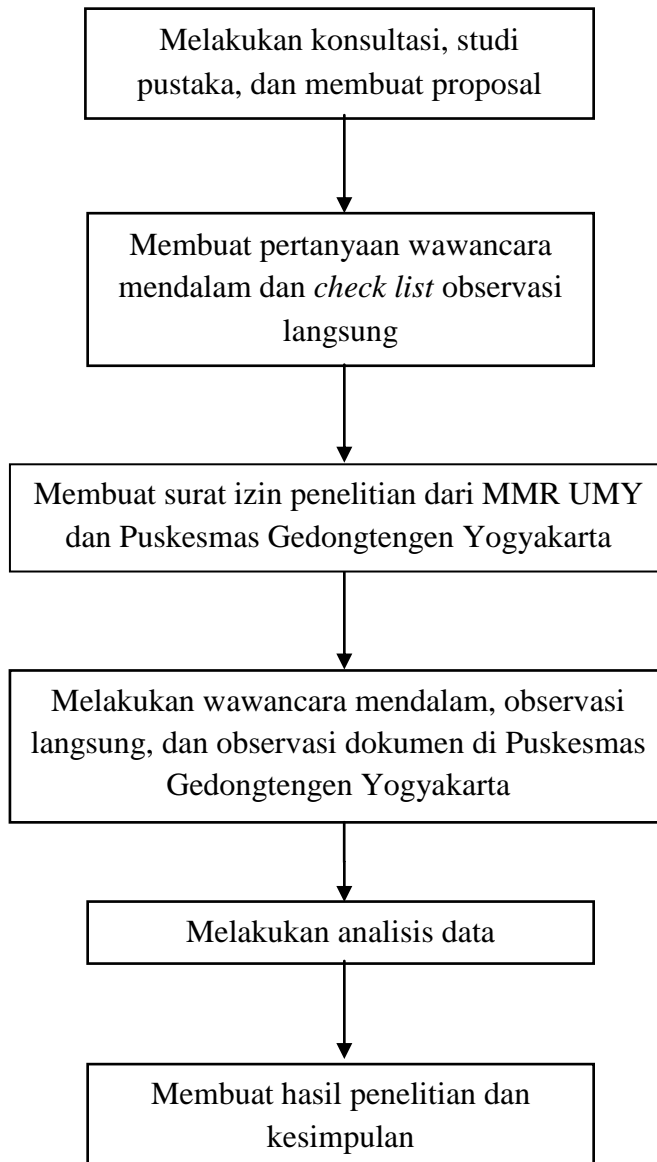 Melakukan konsultasi, studi
pustaka, dan membuat proposal
Membuat pertanyaan wawancara
mendalam dan check list observasi
langsung
Membuat surat izin penelitian dari MMR UMY
dan Puskesmas Gedongtengen Yogyakarta
Melakukan wawancara mendalam, observasi
langsung, dan observasi dokumen di Puskesmas
Gedongtengen Yogyakarta
Melakukan analisis data
Membuat hasil penelitian dan
kesimpulan